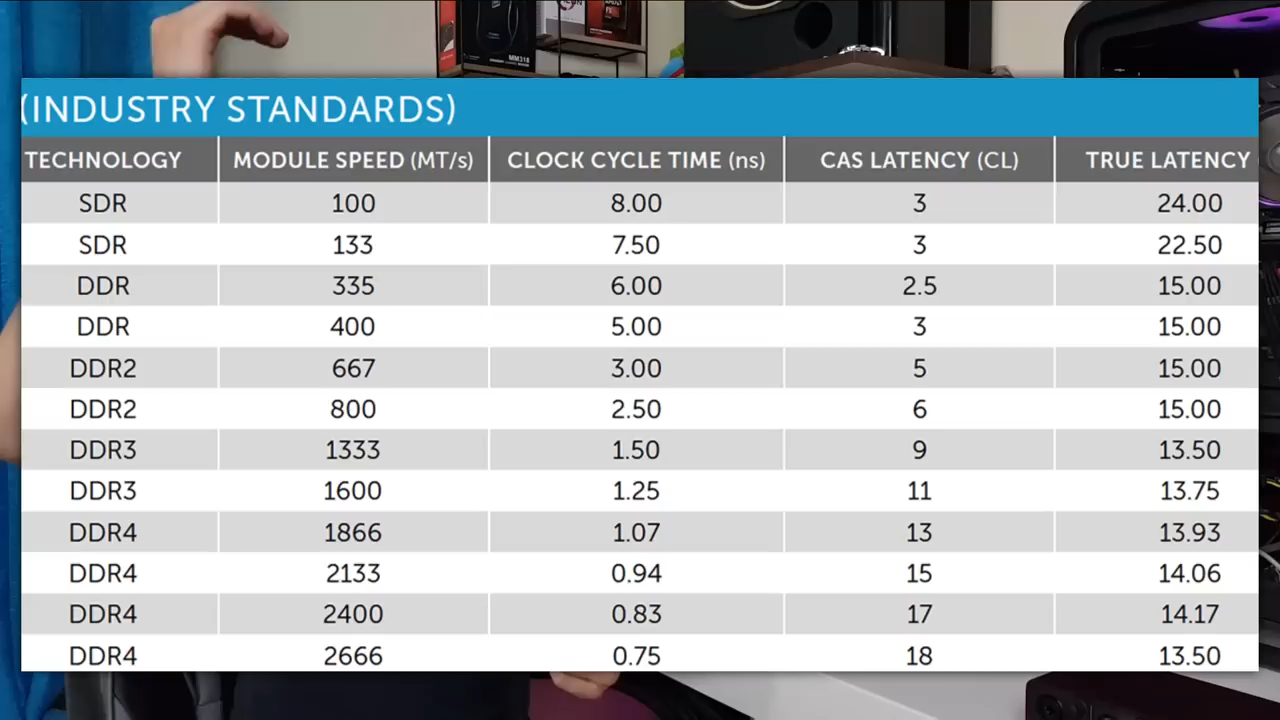 MM318
(INDUSTRY STANDARDS)
TECHNOLOGY MODULE SPEED (MT/s) CLOCK CYCLE TIME (ns) CAS LATENCY (CL) TRUE LATENCY
SDR 100 8.00 3 24.00
SDR 133 7.50 3 22.50
DDR 335 6.00 2.5 15.00
DDR 400 5.00 3 15.00
DDR2 667 3.00 5 15.00
DDR2 800 2.50 6 15.00
DDR3 1333 1.50 9 13.50
DDR3 1600 1.25 11 13.75
DDR4 1866 1.07 13 13.93
DDR4 2133 0.94 15 14.06
DDR4 2400 0.83 17 14.17
DDR4 2666 0.75 18 13.50